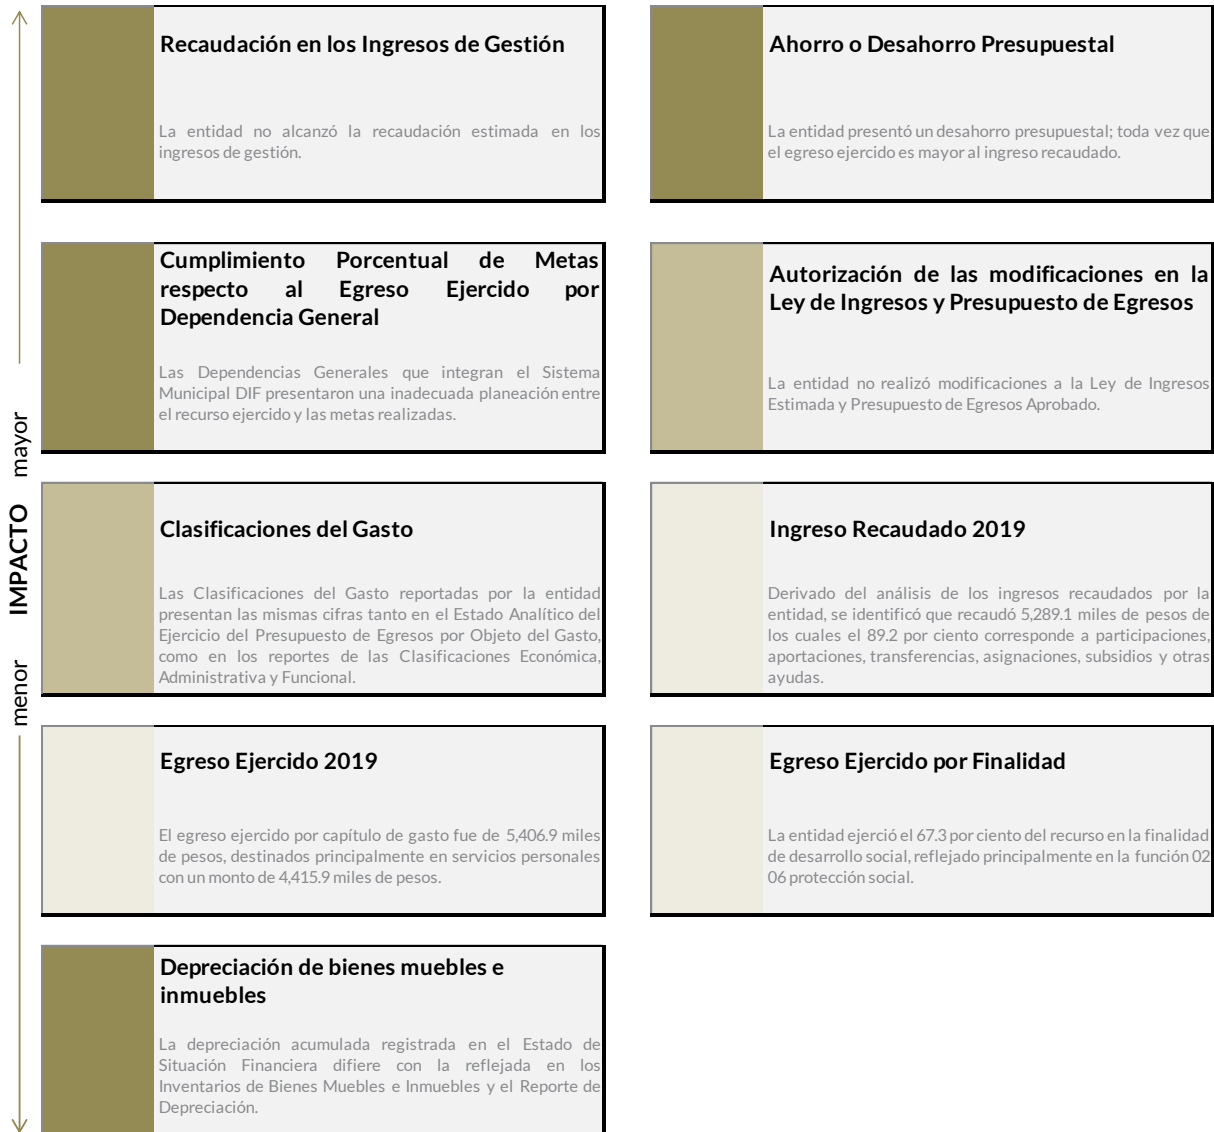 Recaudación en los Ingresos de Gestión
La entidad no alcanzó la recaudación estimada en los
ingresos de gestión.
Ahorro o Desahorro Presupuestal
La entidad presentó un desahorro presupuestal; toda vez que
el egreso ejercido es mayor al ingreso recaudado.
Cumplimiento Porcentual de Metas
respecto al Egreso Ejercido por
Dependencia General
Las Dependencias Generales que integran el Sistema
Municipal DIF presentaron una inadecuada planeación entre
el recurso ejercido y las metas realizadas.
Autorización de las modificaciones en la
Ley de Ingresos y Presupuesto de Egresos
La entidad no realizó modificaciones a la Ley de Ingresos
Estimada y Presupuesto de Egresos Aprobado.
menor IMPACTO mayor
Clasificaciones del Gasto
Las Clasificaciones del Gasto reportadas por la entidad
presentan las mismas cifras tanto en el Estado Analítico del
Ejercicio del Presupuesto de Egresos por Objeto del Gasto,
como en los reportes de las Clasificaciones Económica,
Administrativa y Funcional.
Ingreso Recaudado 2019
Derivado del análisis de los ingresos recaudados por la
entidad, se identificó que recaudó 5,289.1 miles de pesos de
los cuales el 89.2 por ciento corresponde a participaciones,
aportaciones, transferencias, asignaciones, subsidios y otras
ayudas.
Egreso Ejercido 2019
El egreso ejercido por capítulo de gasto fue de 5,406.9 miles
de pesos, destinados principalmente en servicios personales
con un monto de 4,415.9 miles de pesos.
Egreso Ejercido por Finalidad
La entidad ejerció el 67.3 por ciento del recurso en la finalidad
de desarrollo social, reflejado principalmente en la función 02
06 protección social.
Depreciación de bienes muebles e
inmuebles
La depreciación acumulada registrada en el Estado de
Situación Financiera difiere con la reflejada en los
Inventarios de Bienes Muebles e Inmuebles y el Reporte de
Depreciación.